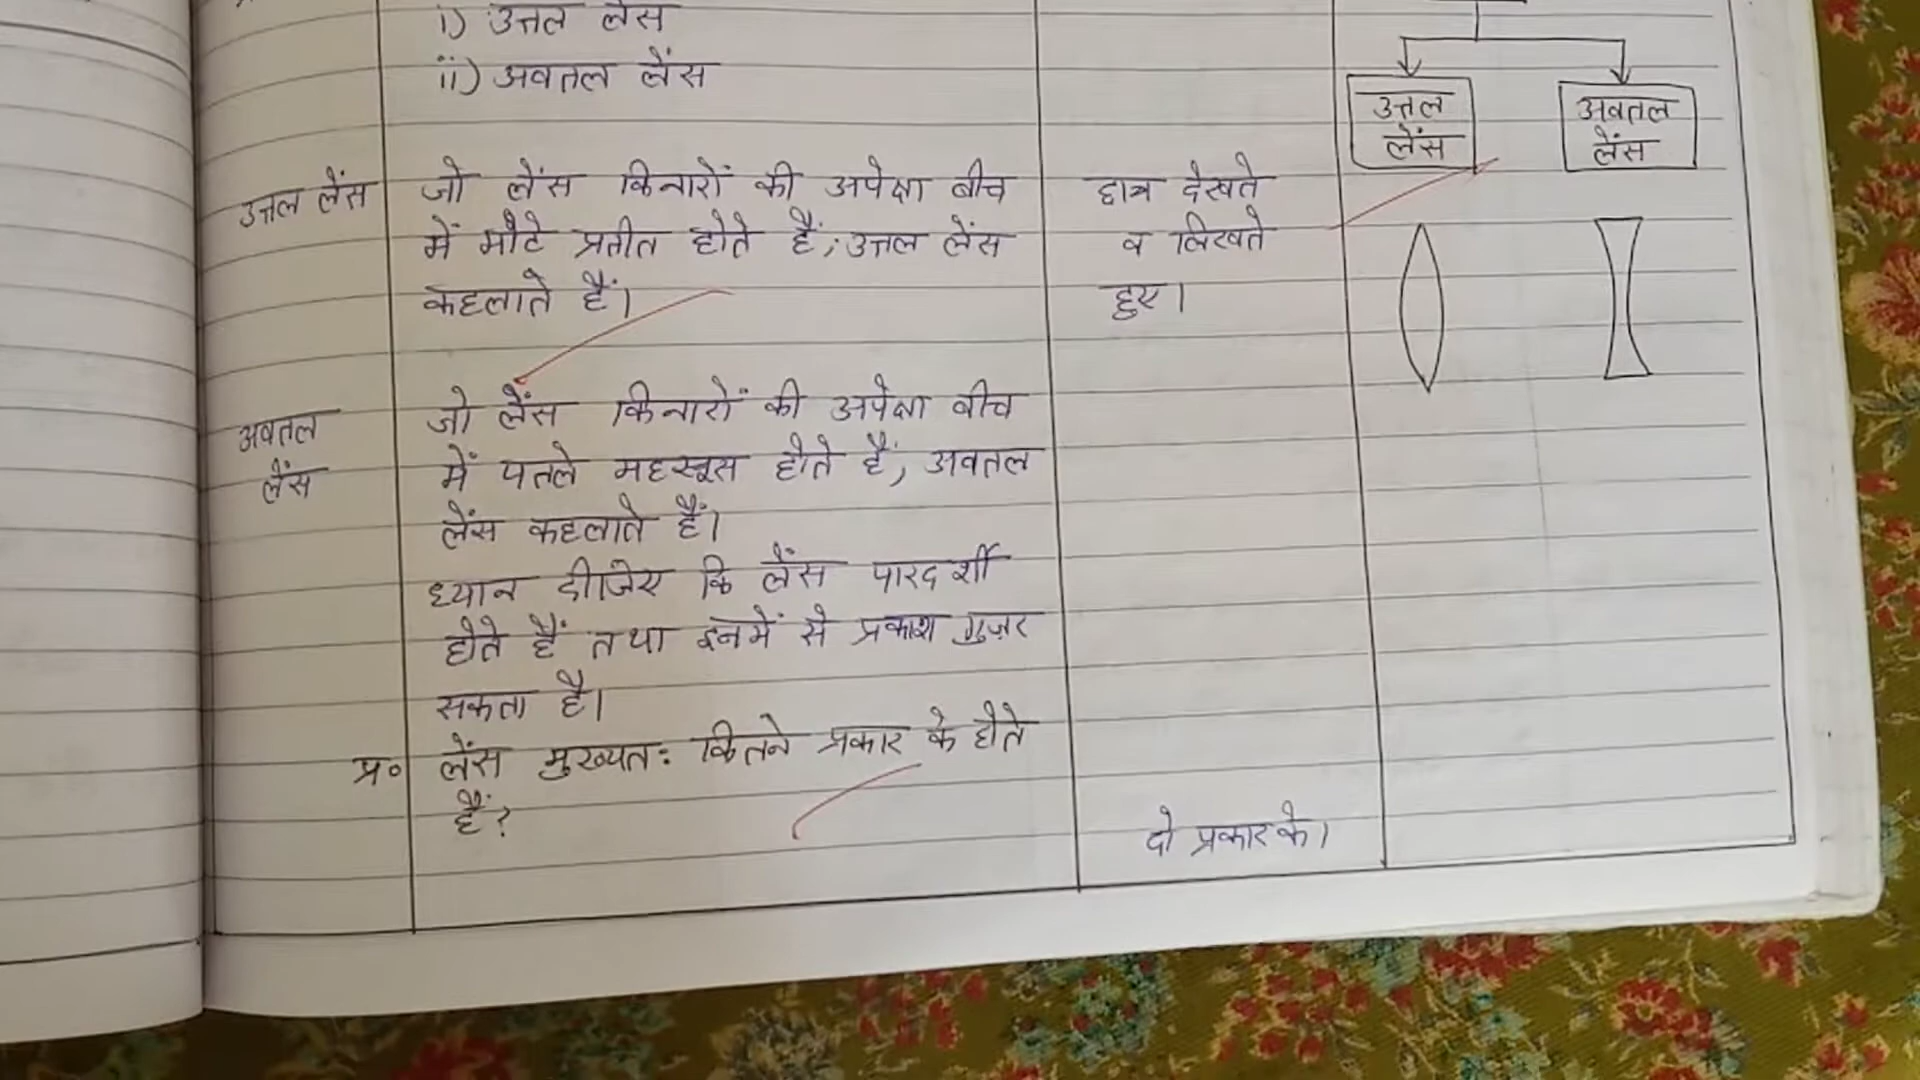 i) उत्तल लेंस
ii) अवतल लेंस
उत्तल लेंस
अवतल लेंस
उत्तल लेंस
जो लेंस किनारों की अपेक्षा बीच
में मोटे प्रतीत होते हैं, उत्तल लेंस
कहलाते हैं।
छात्र देखते
व लिखते
हुए।
अवतल
लेंस
जो लेंस किनारों की अपेक्षा बीच
में पतले महसूस होते हैं, अवतल
लेंस कहलाते हैं।
ध्यान दीजिए कि लेंस पारदर्शी
होते हैं तथा इनमें से प्रकाश गुज़र
सकता है।
प्र० लेंस मुख्यतः कितने प्रकार के होते
हैं?
दो प्रकार के।